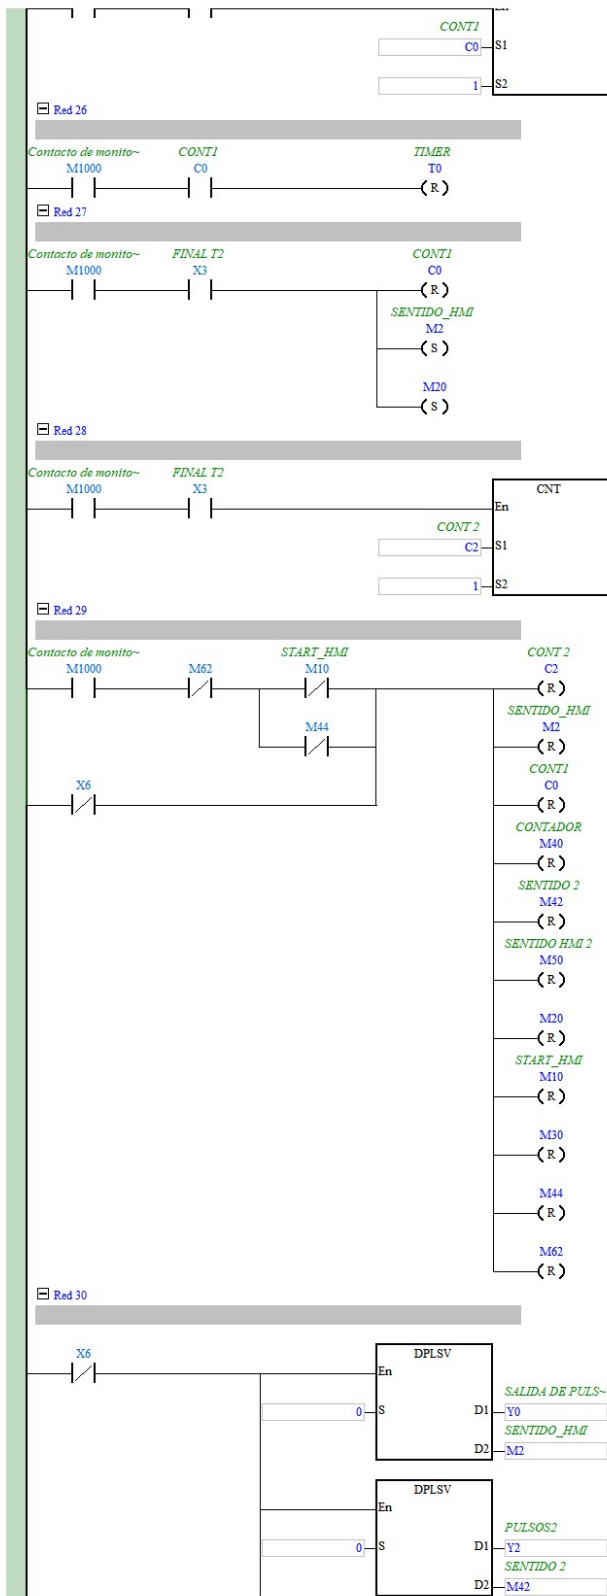 CONT1
C0 S1
1 S2
Red 26
Contacto de monito~ CONT1 TIMER
M1000 C0 T0
R
Red 27
Contacto de monito~ FINAL T2 CONT1
M1000 X3 C0
R
SENTIDO_HMI
M2
S
M20
S
Red 28
Contacto de monito~ FINAL T2
M1000 X3 CNT
En
CONT 2
C2 S1
1 S2
Red 29
Contacto de monito~ START_HMI CONT 2
M1000 M62 M10 C2
R
SENTIDO_HMI
M44 M2
R
CONT1
X6 C0
R
CONTADOR
M40
R
SENTIDO 2
M42
R
SENTIDO HMI 2
M50
R
M20
R
START_HMI
M10
R
M30
R
M44
R
M62
R
Red 30
X6 DPLSV
En
SALIDA DE PULS~
0 S D1 Y0
SENTIDO_HMI
D2 M2
DPLSV
En
PULSOS2
0 S D1 Y2
SENTIDO 2
D2 M42